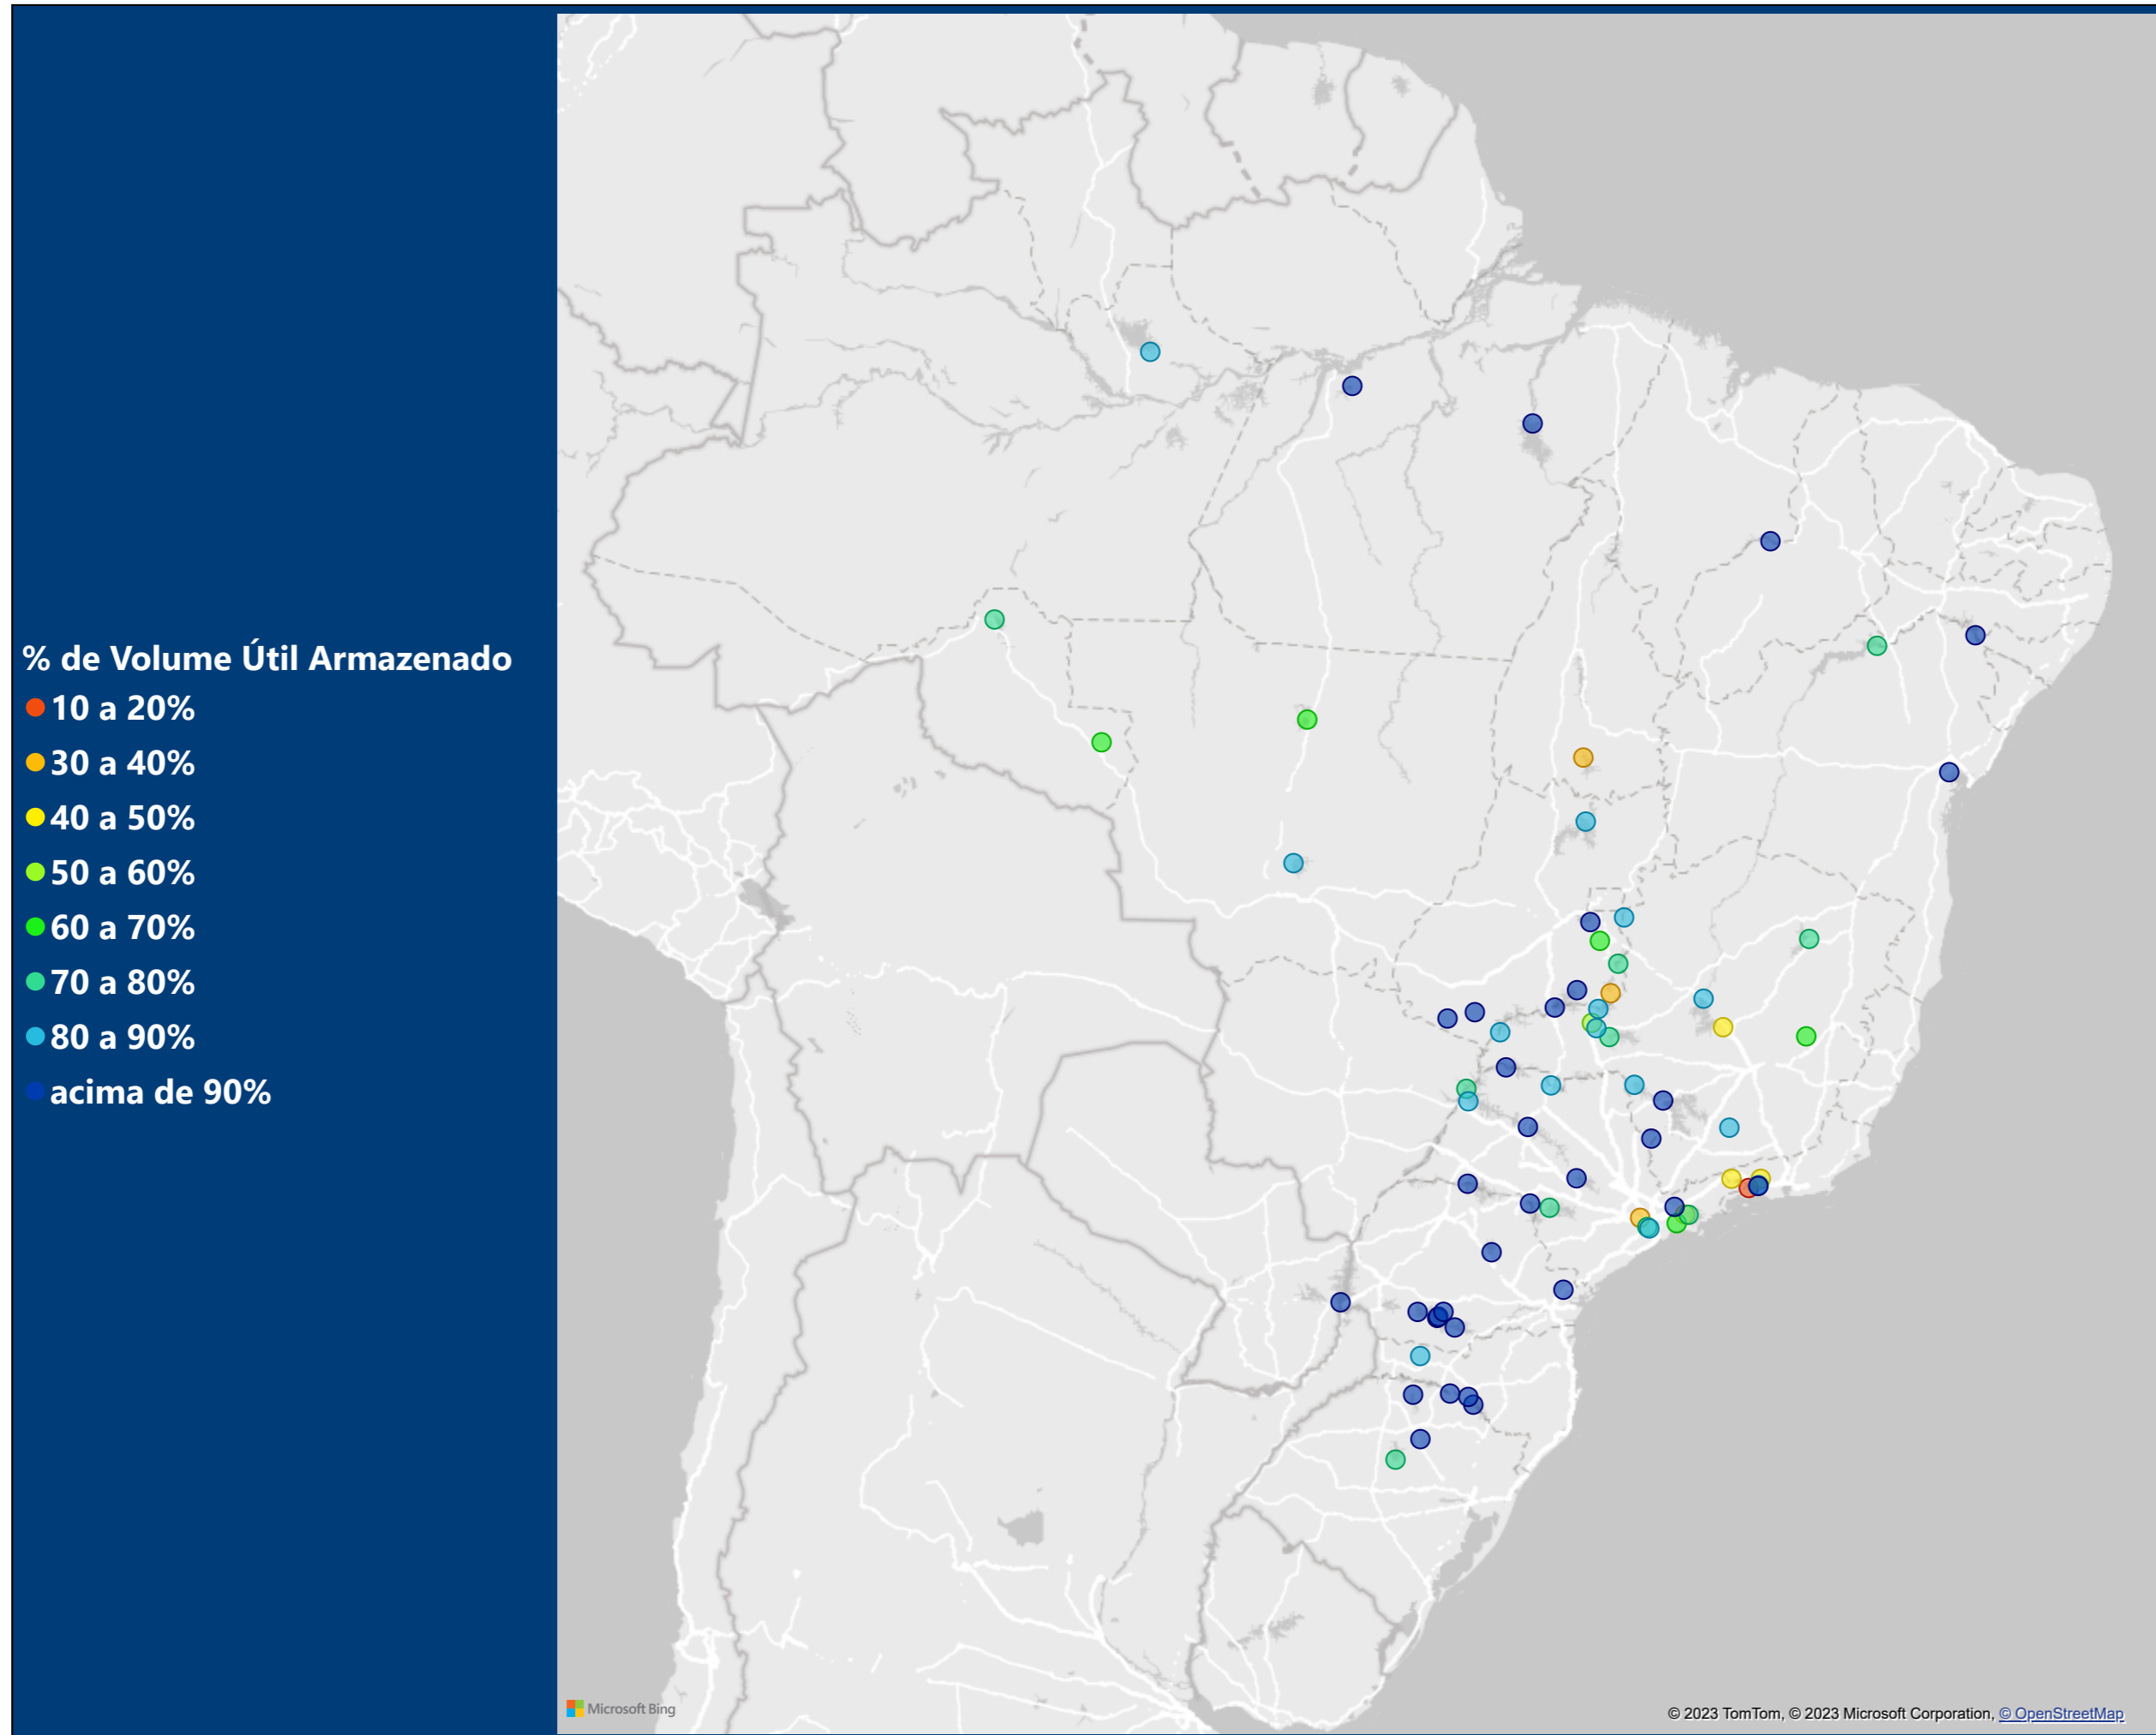 % de Volume Útil Armazenado
10 a 20%
30 a 40%
40 a 50%
50 a 60%
60 a 70%
70 a 80%
80 a 90%
acima de 90%
Microsoft Bing
© 2023 TomTom, © 2023 Microsoft Corporation, © OpenStreetMap